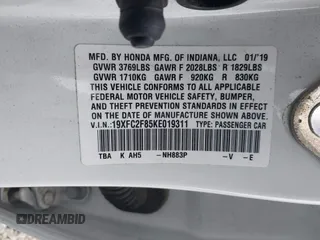 MFD. BY HONDA MFG. OF INDIANA, LLC 01/'19
GVWR 3769LBS GAWR F 2028LBS R 1829LBS
GVWR 1710KG GAWR F 920KG R 830KG
THIS VEHICLE CONFORMS TO ALL APPLICABLE
FEDERAL MOTOR VEHICLE SAFETY, BUMPER, AND
THEFT PREVENTION STANDARDS IN EFFECT ON
THE DATE OF MANUFACTURE SHOWN ABOVE.
V.I.N.:19XFC2F85KE019311 TYPE: PASSENGER CAR
TBA K AH5 -NH883P -V -E
© DAMAEBID